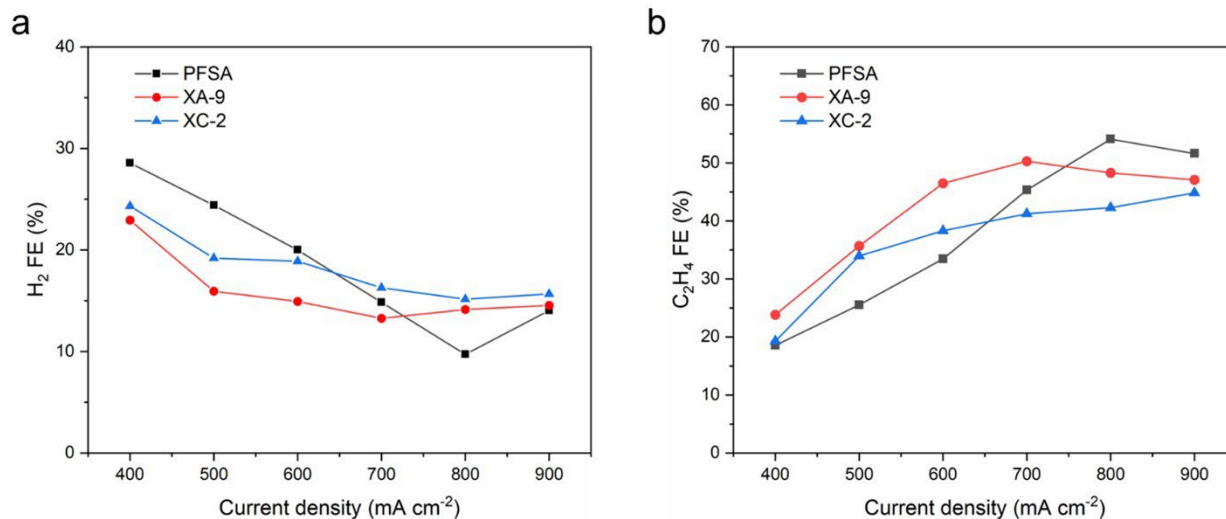 a
40
30
20
10
0
H₂ FE (%)
PFSA
XA-9
XC-2
400 500 600 700 800 900
Current density (mA cm⁻²)
b
70
60
50
40
30
20
10
0
C₂H₄ FE (%)
PFSA
XA-9
XC-2
400 500 600 700 800 900
Current density (mA cm⁻²)